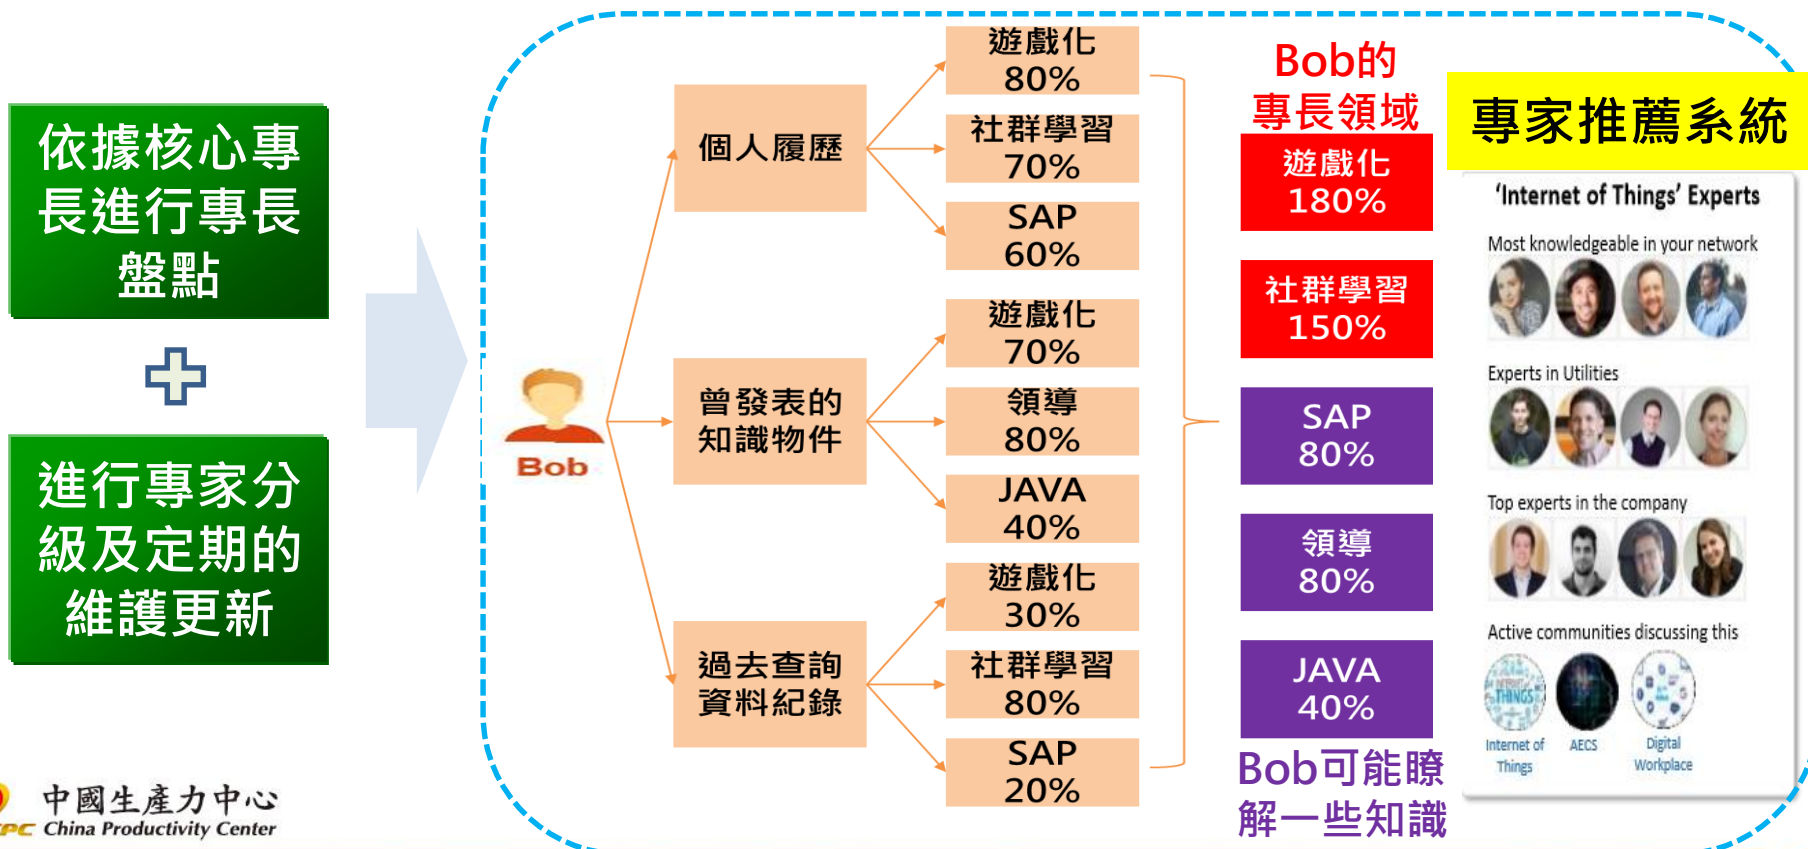 依據核心專
長進行專長
盤點
進行專家分
級及定期的
維護更新
中國生產力中心
CPC China Productivity Center
Bob
個人履歷
曾發表的
知識物件
過去查詢
資料紀錄
遊戲化
80%
社群學習
70%
SAP
60%
遊戲化
70%
領導
80%
JAVA
40%
遊戲化
30%
社群學習
80%
SAP
20%
Bob的
專長領域
遊戲化
180%
社群學習
150%
SAP
80%
領導
80%
JAVA
40%
Bob可能瞭
解一些知識
專家推薦系統
'Internet of Things' Experts
Most knowledgeable in your network
Experts in Utilities
Top experts in the company
Active communities discussing this
THINGS
Internet of
Things
AECS
Digital
Workplace